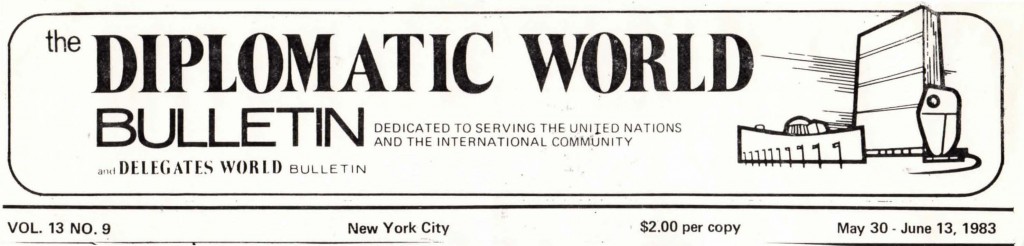 the DIPLOMATIC WORLD
BULLETIN
DEDICATED TO SERVING THE UNITED NATIONS
AND THE INTERNATIONAL COMMUNITY
and DELEGATES WORLD BULLETIN
VOL. 13 NO. 9 New York City $2.00 per copy May 30 - June 13, 1983